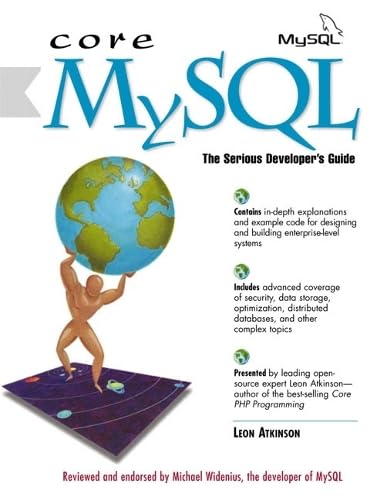 core
MySQL
MySQL
The Serious Developer's Guide
Contains in-depth explanations
and example code for designing
and building enterprise-level
systems
Includes advanced coverage
of security, data storage,
optimization, distributed
databases, and other
complex topics
Presented by leading open-
source expert Leon Atkinson—
author of the best-selling Core
PHP Programming
LEON ATKINSON
Reviewed and endorsed by Michael Widenius, the developer of MySQL